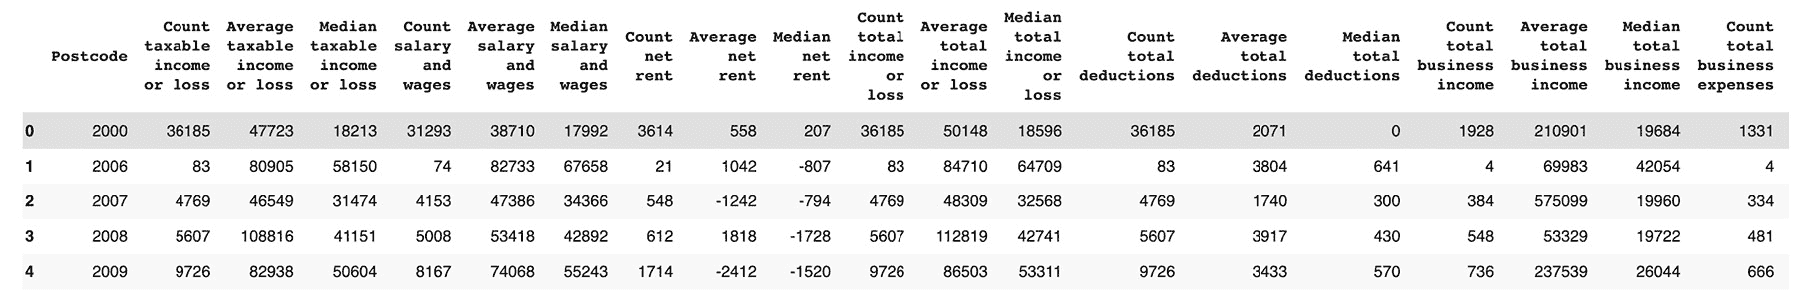 Postcode Count taxable income or loss Average taxable income or loss Median taxable income or loss Count salary and wages Average salary and wages Median salary and wages Count net rent Average net rent Median net rent Count total income or loss Average total income or loss Median total income or loss Count total deductions Average total deductions Median total deductions Count total business income Average total business income Median total business income Count total business expenses
0 2000 36185 47723 18213 31293 38710 17992 3614 558 207 36185 50148 18596 36185 2071 0 1928 210901 19684 1331
1 2006 83 80905 58150 74 82733 67658 21 1042 -807 83 84710 64709 83 3804 641 4 69983 42054 4
2 2007 4769 46549 31474 4153 47386 34366 548 -1242 -794 4769 48309 32568 4769 1740 300 384 575099 19960 334
3 2008 5607 108816 41151 5008 53418 42892 612 1818 -1728 5607 112819 42741 5607 3917 430 548 53329 19722 481
4 2009 9726 82938 50604 8167 74068 55243 1714 -2412 -1520 9726 86503 53311 9726 3433 570 736 237539 26044 666